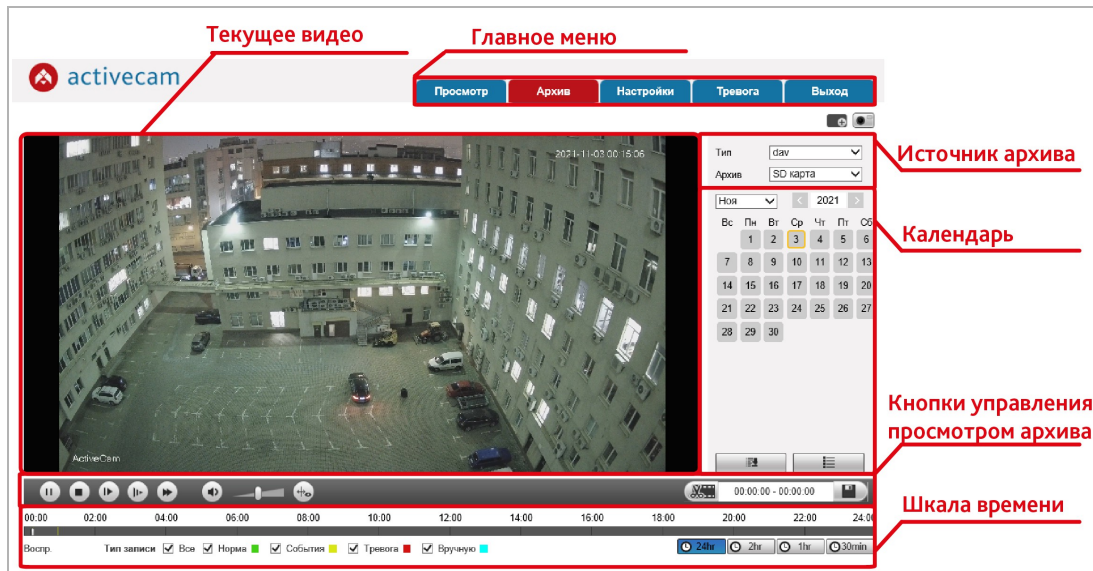 Текущее видео
Главное меню
activecam
Просмотр Архив Настройки Тревога Выход
2021-11-03 00:15:06
Тип dav
Архив SD карта
Источник архива
Ноя 2021
Вс Пн Вт Ср Чт Пт Сб
1 2 3 4 5 6
7 8 9 10 11 12 13
14 15 16 17 18 19 20
21 22 23 24 25 26 27
28 29 30
Календарь
ActiveCam
Кнопки управления
просмотром архива
00:00:00 - 00:00:00
00:00 02:00 04:00 06:00 08:00 10:00 12:00 14:00 16:00 18:00 20:00 22:00 24:00
Шкала времени
Воспр. Тип записи Все Норма События Тревога Вручную 24hr 2hr 1hr 30min